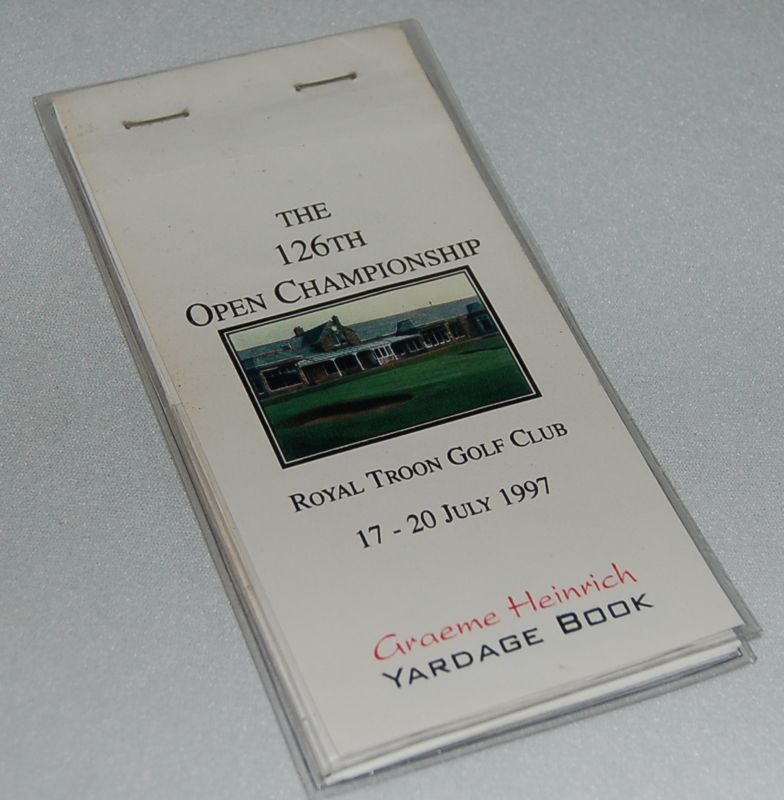 THE
126TH
OPEN CHAMPIONSHIP
ROYAL TROON GOLF CLUB
17 - 20 JULY 1997
Graeme Heinrich
YARDAGE BOOK